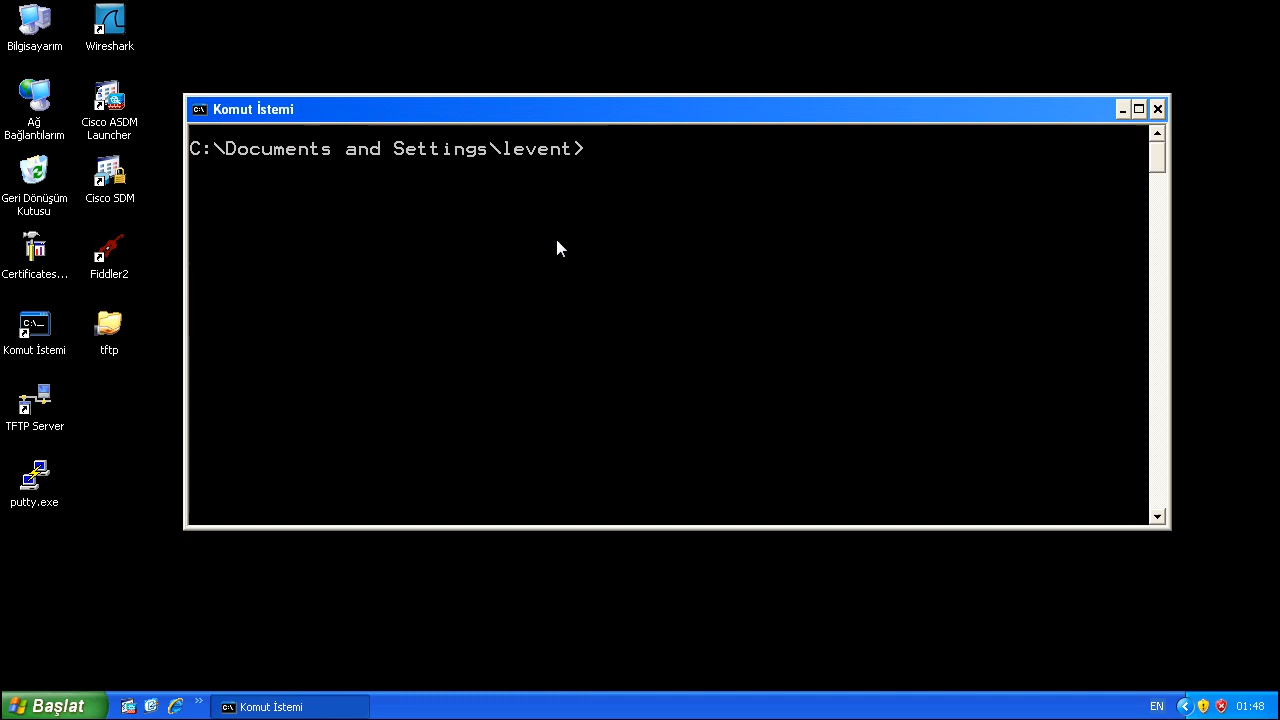 Bilgisayarım
Wireshark
Ağ
Bağlantılarım
Cisco ASDM
Launcher
Geri Dönüşüm
Kutusu
Cisco SDM
Certificates...
Fiddler2
Komut İstemi
tftp
TFTP Server
putty.exe
C:\ Komut İstemi
C:\Documents and Settings\levent>
Başlat
C:\ Komut İstemi
EN
01:48